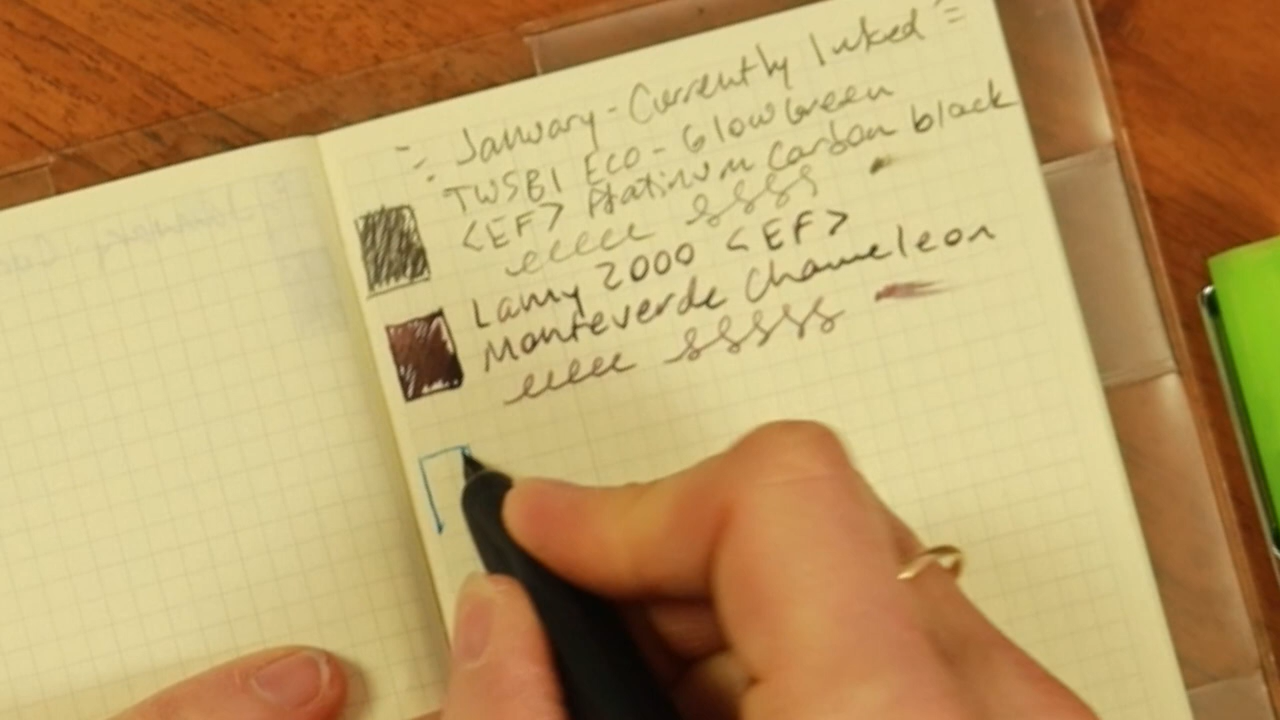 January - Currently Inked
TWSBI Eco - Glow Green
<EF> Platinum Carbon black
eeeee SSSS
Lamy 2000 <EF>
Monteverde Chameleon
eeeee SSSSS